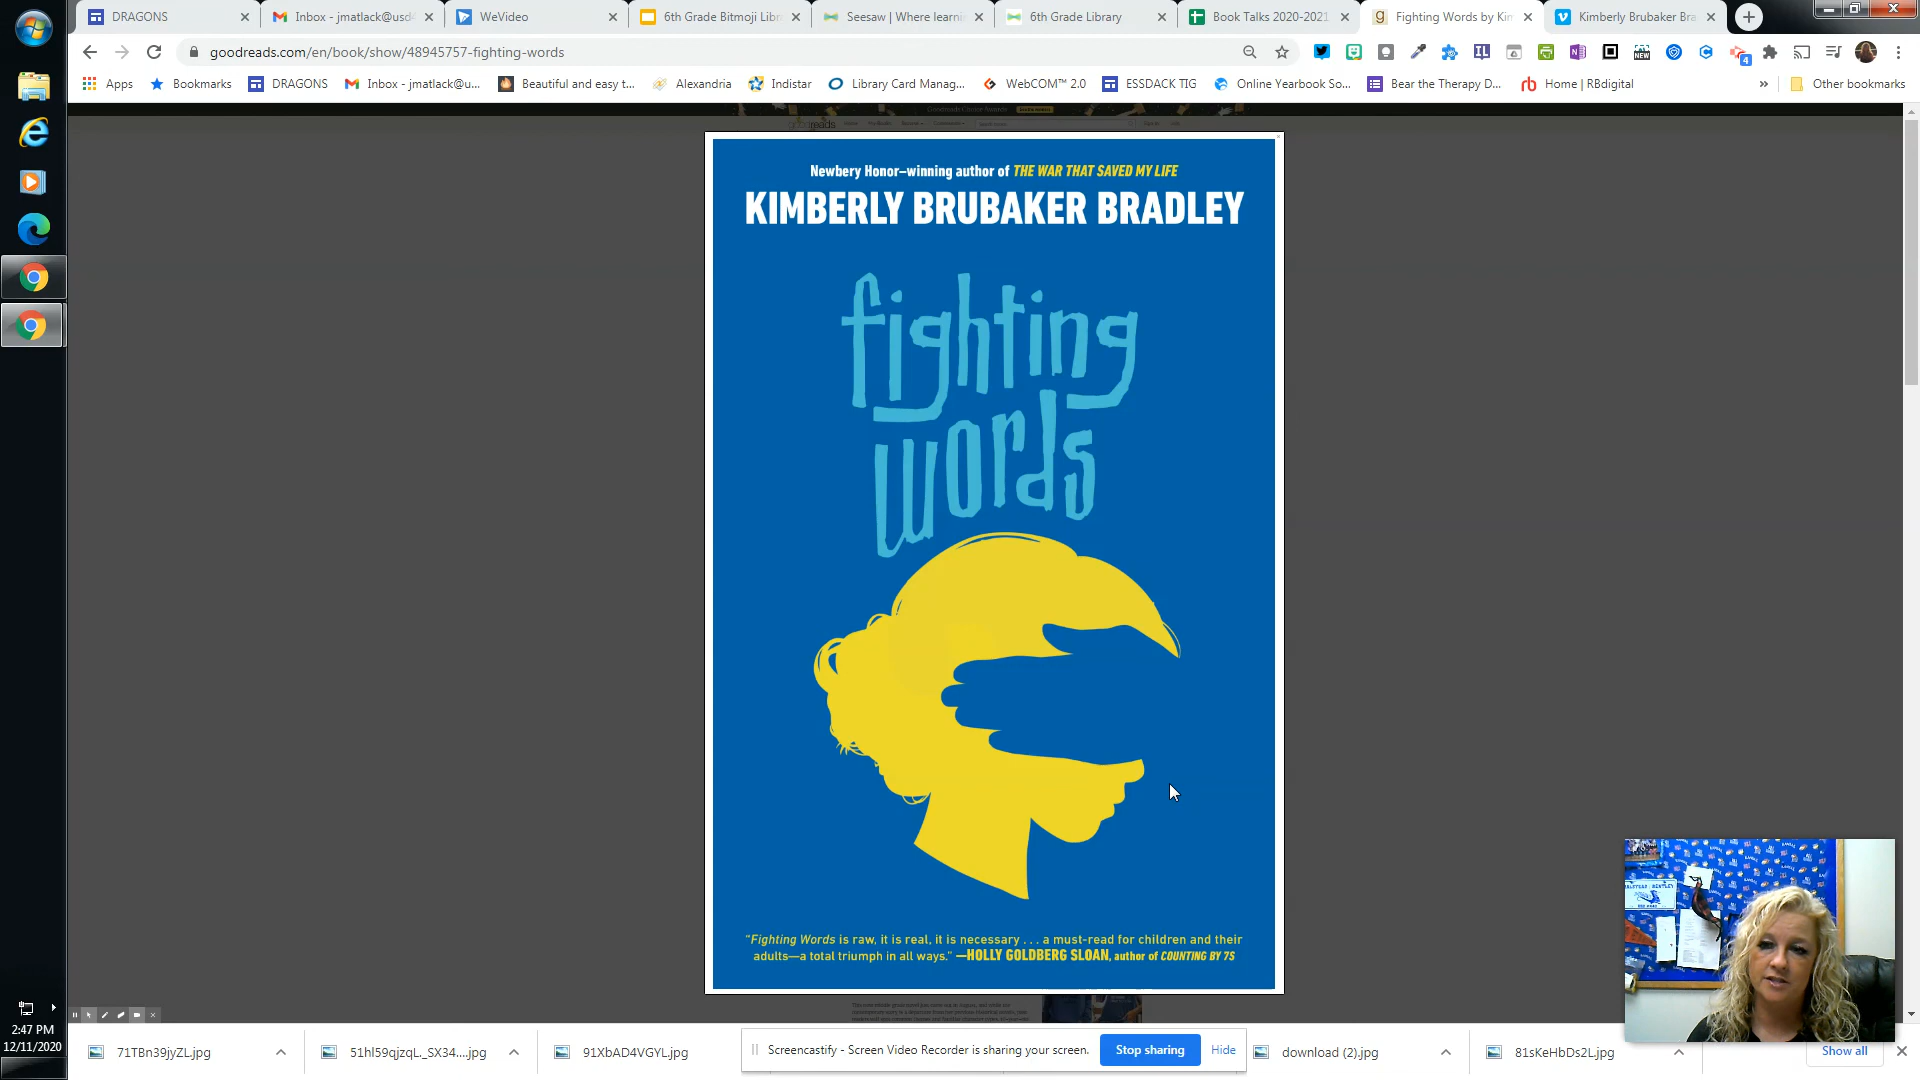 DRAGONS
Inbox - jmatlack@usd4
WeVideo
6th Grade Bitmoji Libr
Seesaw | Where learnin
6th Grade Library
Book Talks 2020-2021
Fighting Words by Kim
Kimberly Brubaker Bra
goodreads.com/en/book/show/48945757-fighting-words
4
Apps
Bookmarks
DRAGONS
Inbox - jmatlack@u...
Beautiful and easy t...
Alexandria
Indistar
Library Card Manag...
WebCOM™ 2.0
ESSDACK TIG
Online Yearbook So...
Bear the Therapy D...
Home | RBdigital
»
Other bookmarks
Newbery Honor–winning author of THE WAR THAT SAVED MY LIFE
KIMBERLY BRUBAKER BRADLEY
fighting
words
“Fighting Words is raw, it is real, it is necessary . . . a must-read for children and their
adults—a total triumph in all ways.” —HOLLY GOLDBERG SLOAN, author of COUNTING BY 7S
2:47 PM
12/11/2020
71TBn39jyZL.jpg
51hl59qjzqL._SX34....jpg
91XbAD4VGYL.jpg
Screencastify - Screen Video Recorder is sharing your screen.
Stop sharing
Hide
download (2).jpg
81sKeHbDs2L.jpg
Show all